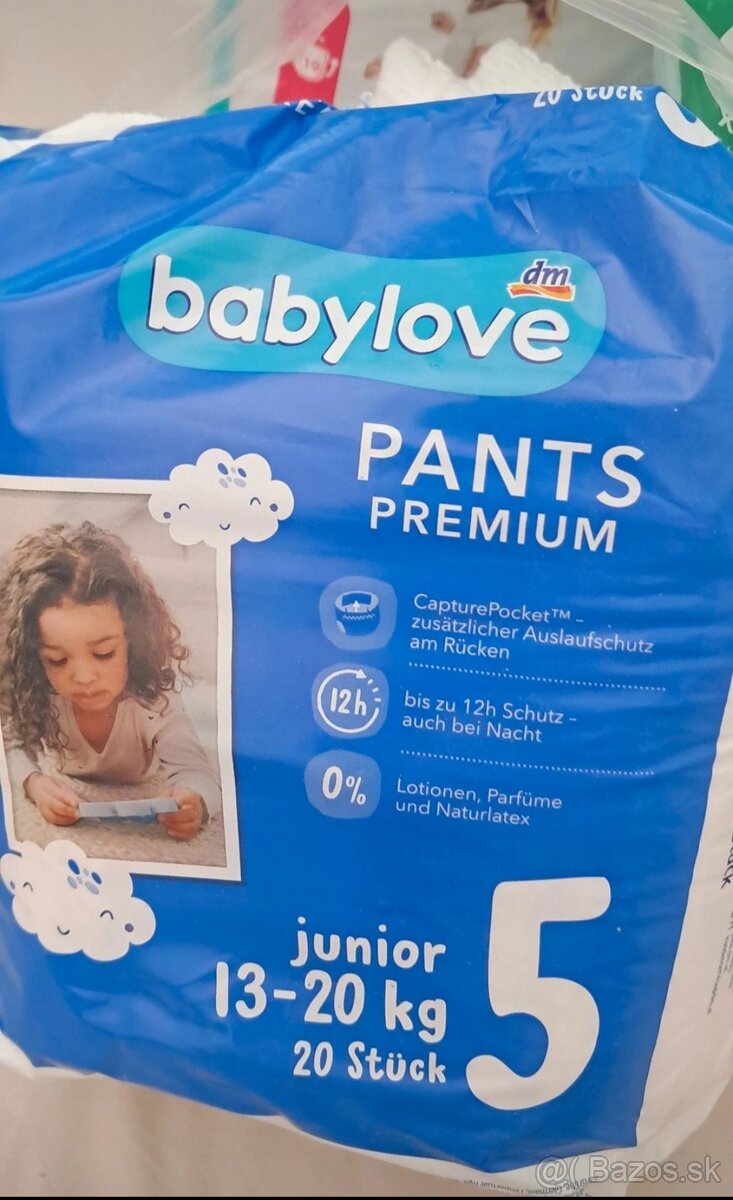 20 Stück
dm
babylove
PANTS
PREMIUM
CapturePocket™ –
zusätzlicher Auslaufschutz
am Rücken
12h
bis zu 12h Schutz –
auch bei Nacht
0%
Lotionen, Parfüme
und Naturlatex
junior
13-20 kg
20 Stück
5
Bazos.sk